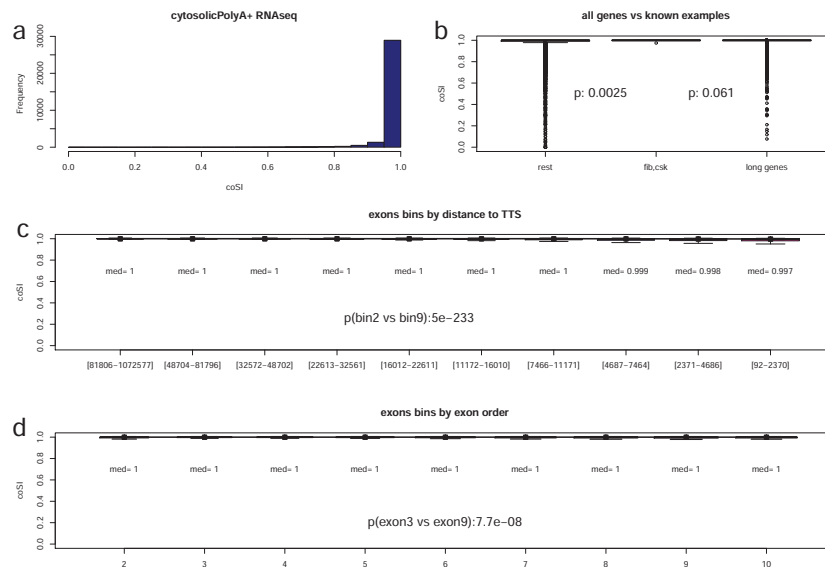 a
cytosolicPolyA+ RNAseq
Frequency
0
10000
20000
30000
0.0 0.2 0.4 0.6 0.8 1.0
coSI
b
all genes vs known examples
coSI
0.0 0.2 0.4 0.6 0.8 1.0
p: 0.0025 p: 0.061
rest fib,csk long genes
c
exons bins by distance to TTS
coSI
0.0 0.2 0.4 0.6 0.8 1.0
med= 1 med= 1 med= 1 med= 1 med= 1 med= 1 med= 1 med= 0.999 med= 0.998 med= 0.997
p(bin2 vs bin9):5e−233
[81806−1072577] [48704−81796] [32572−48702] [22613−32561] [16012−22611] [11172−16010] [7466−11171] [4687−7464] [2371−4686] [92−2370]
d
exons bins by exon order
coSI
0.0 0.2 0.4 0.6 0.8 1.0
med= 1 med= 1 med= 1 med= 1 med= 1 med= 1 med= 1 med= 1 med= 1
p(exon3 vs exon9):7.7e−08
2 3 4 5 6 7 8 9 10